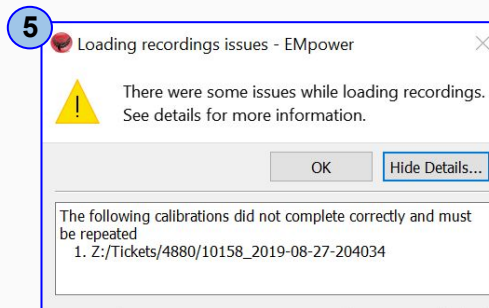 5
Loading recordings issues - EMpower
There were some issues while loading recordings.
See details for more information.
OK
Hide Details...
The following calibrations did not complete correctly and must
be repeated
1. Z:/Tickets/4880/10158_2019-08-27-204034